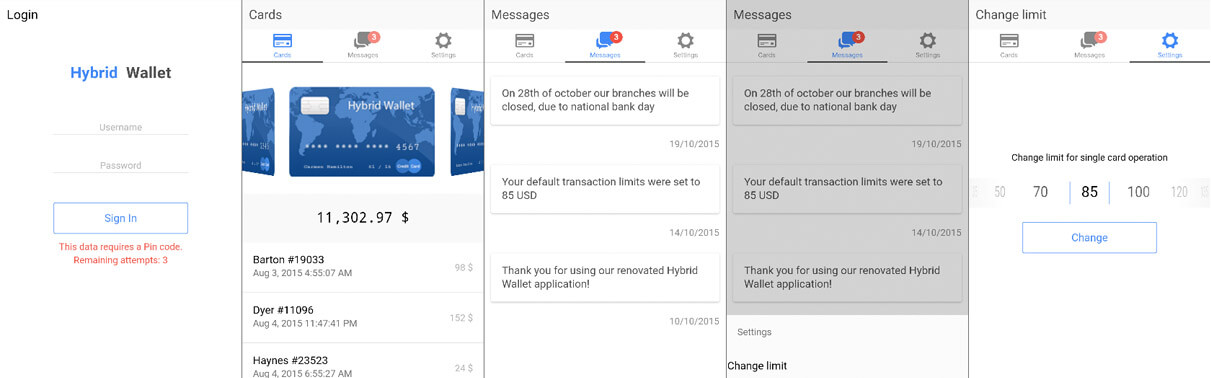 Login
Hybrid Wallet
Username
Password
Sign In
This data requires a Pin code.
Remaining attempts: 3
Cards
3
Cards
Messages
Settings
Hybrid Wallet
4567
Carmen Hamilton 02 / 24
Credit Card
11,302.97 $
Barton #19033
Aug 3, 2015 4:55:07 AM
98 $
Dyer #11096
Aug 4, 2015 11:47:41 PM
152 $
Haynes #23523
Aug 4, 2015 6:55:27 AM
24 $
Messages
3
Cards
Messages
Settings
On 28th of october our branches will be
closed, due to national bank day
19/10/2015
Your default transaction limits were set to
85 USD
14/10/2015
Thank you for using our renovated Hybrid
Wallet application!
10/10/2015
Messages
3
Cards
Messages
Settings
On 28th of october our branches will be
closed, due to national bank day
19/10/2015
Your default transaction limits were set to
85 USD
14/10/2015
Thank you for using our renovated Hybrid
Wallet application!
Settings
Change limit
Change limit
3
Cards
Messages
Settings
Change limit for single card operation
50 70 85 100 120
Change